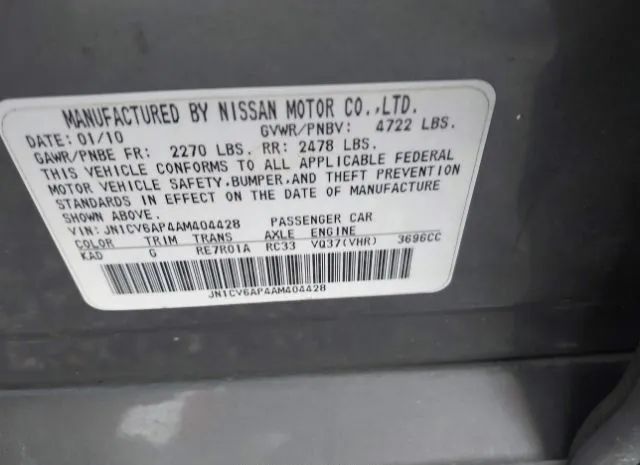 MANUFACTURED BY NISSAN MOTOR CO.,LTD.
DATE: 01/10 GVWR/PNBV: 4722 LBS.
GAWR/PNBE FR: 2270 LBS. RR: 2478 LBS.
THIS VEHICLE CONFORMS TO ALL APPLICABLE FEDERAL
MOTOR VEHICLE SAFETY,BUMPER,AND THEFT PREVENTION
STANDARDS IN EFFECT ON THE DATE OF MANUFACTURE
SHOWN ABOVE.
VIN: JN1CV6AP4AM404428 PASSENGER CAR
COLOR TRIM TRANS AXLE ENGINE
KAD G RE7R01A RC33 VQ37(VHR) 3696CC
JN1CV6AP4AM404428